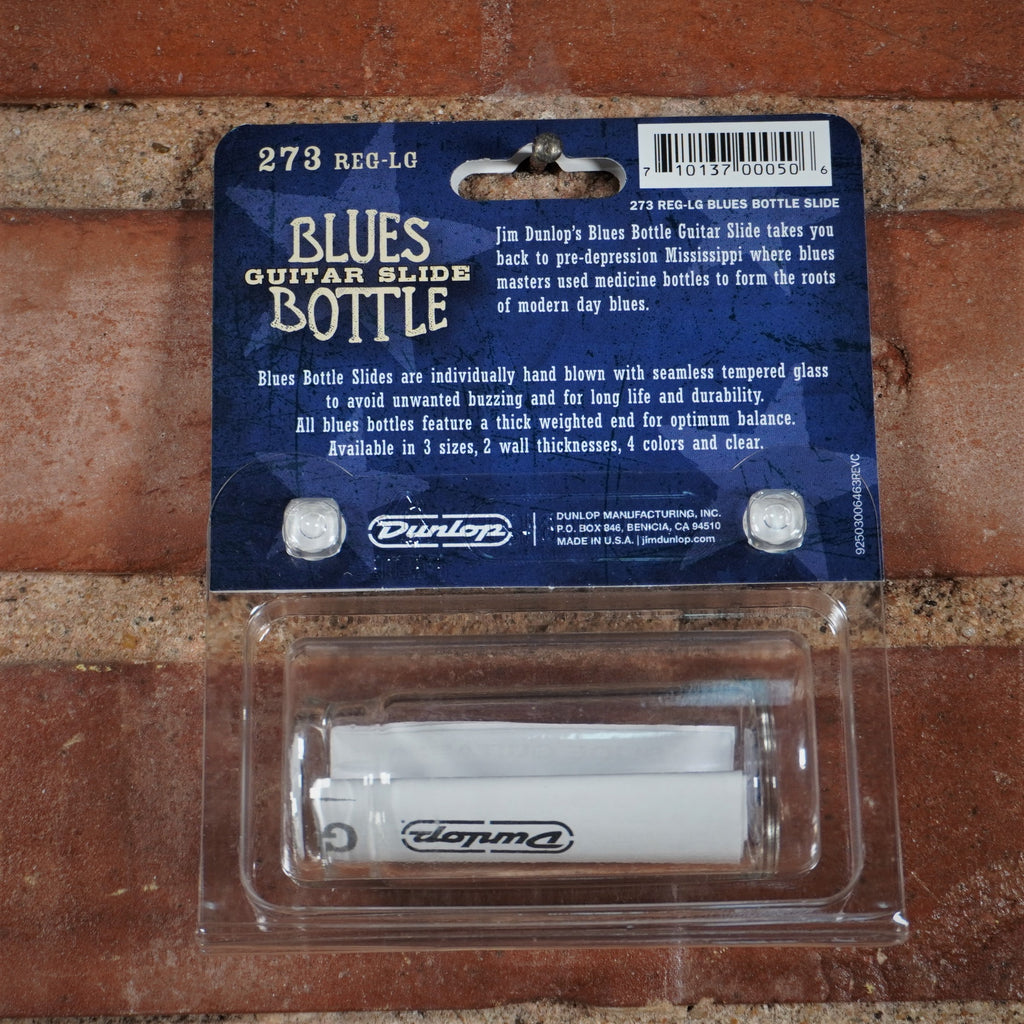 273 REG-LG
7 10137 00050 6
273 REG-LG BLUES BOTTLE SLIDE
BLUES
GUITAR SLIDE
BOTTLE
Jim Dunlop's Blues Bottle Guitar Slide takes you
back to pre-depression Mississippi where blues
masters used medicine bottles to form the roots
of modern day blues.
Blues Bottle Slides are individually hand blown with seamless tempered glass
to avoid unwanted buzzing and for long life and durability.
All blues bottles feature a thick weighted end for optimum balance.
Available in 3 sizes, 2 wall thicknesses, 4 colors and clear.
Dunlop
DUNLOP MANUFACTURING, INC.
P.O. BOX 846, BENICIA, CA 94510
MADE IN U.S.A. | jimdunlop.com
92503006463REVC
Dunlop
G